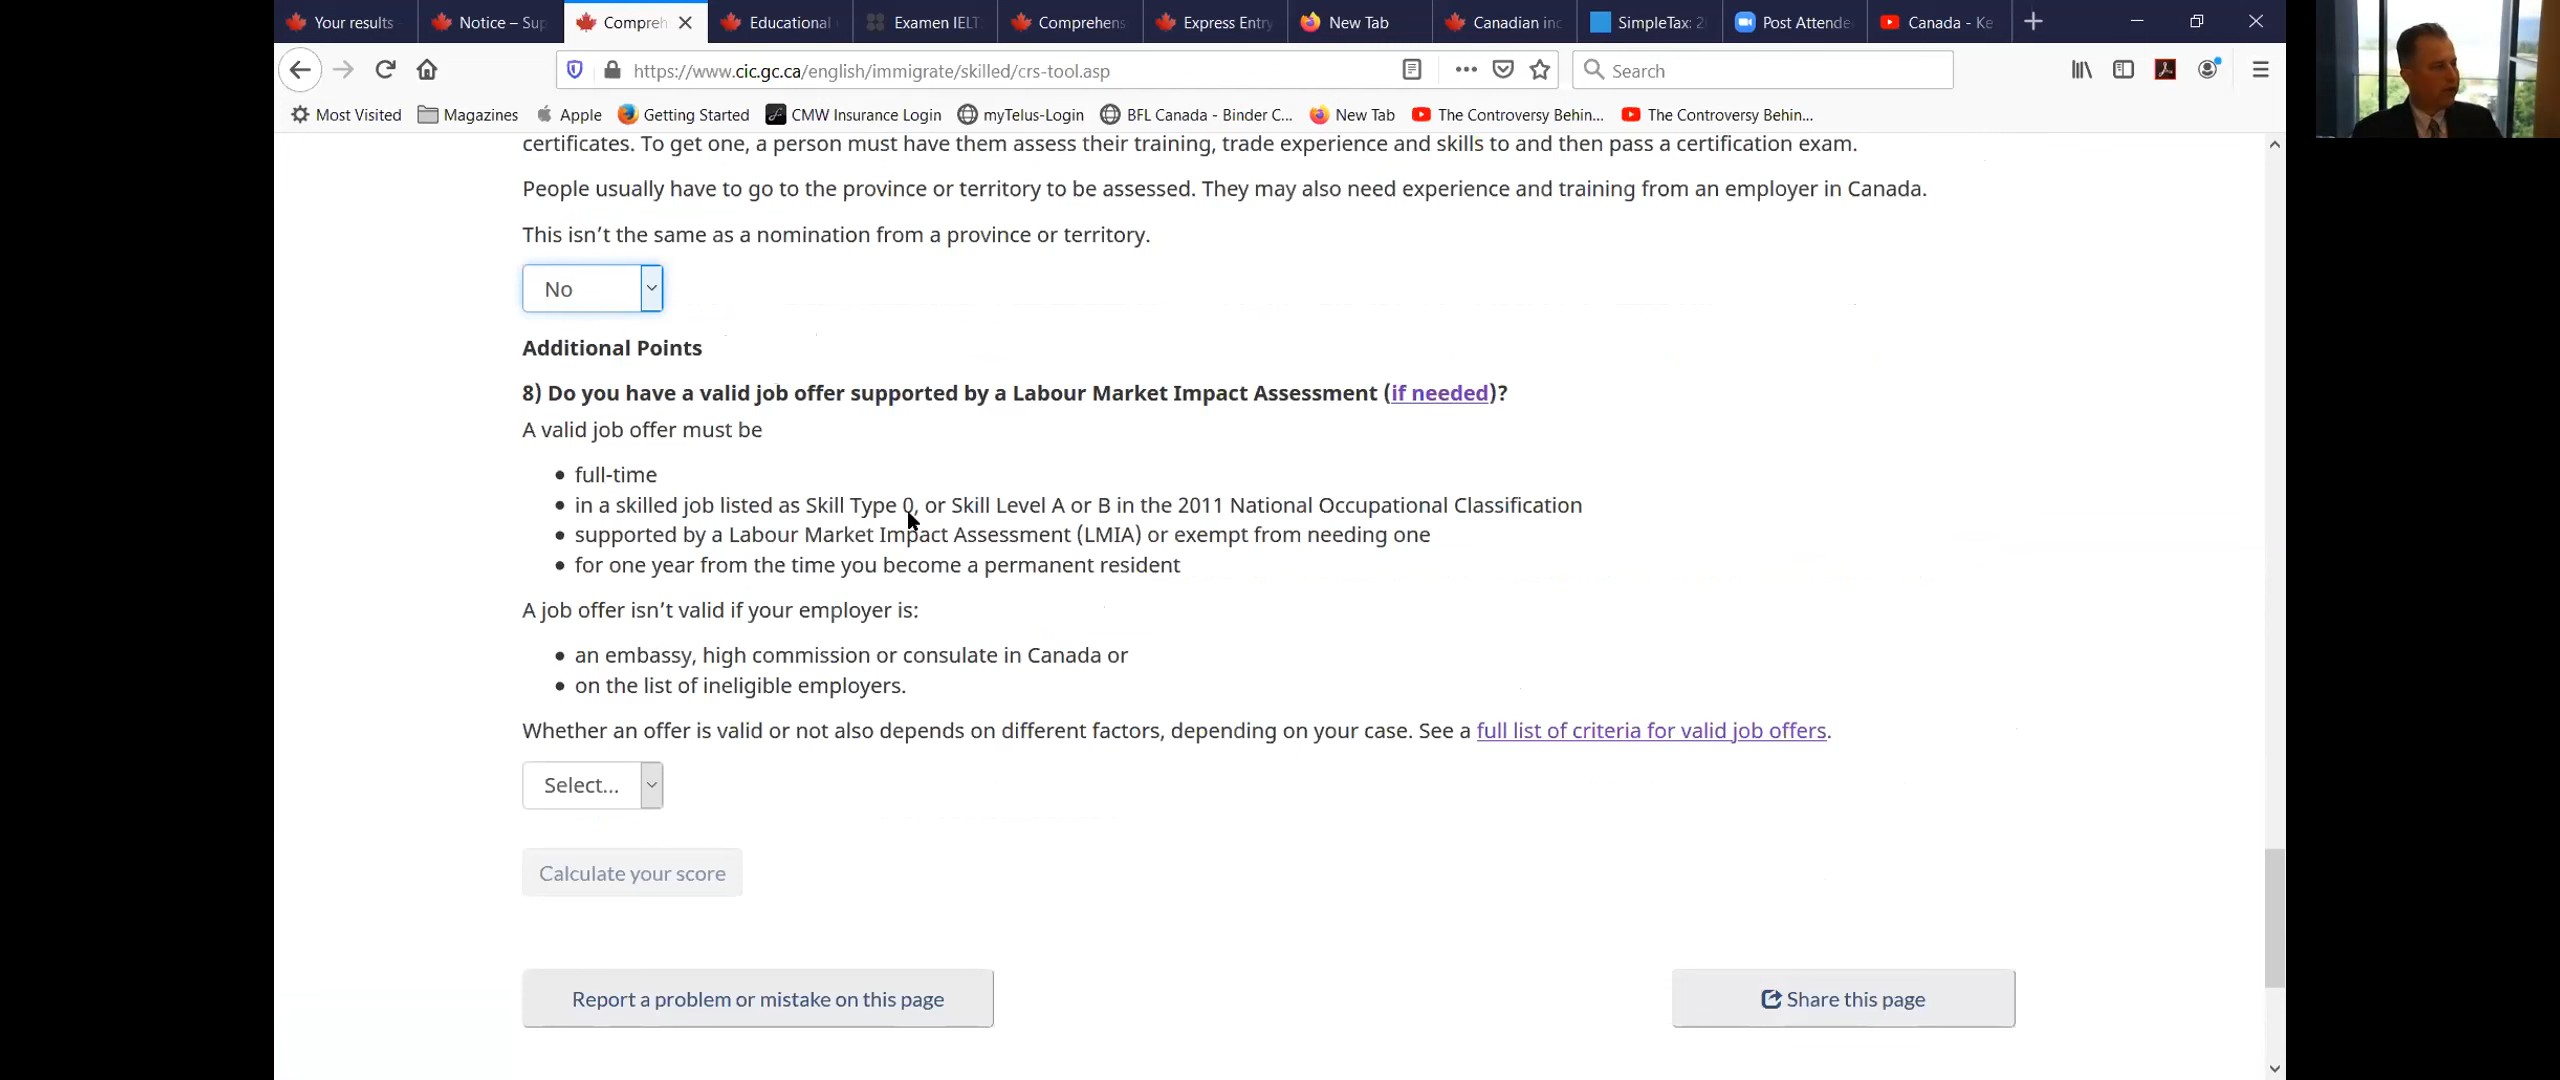 Your results
Notice – Sup
Compreh
Educational
Examen IELT
Comprehens
Express Entry
New Tab
Canadian inc
SimpleTax: 2
Post Attende
Canada - Ke
https://www.cic.gc.ca/english/immigrate/skilled/crs-tool.asp
Search
Most Visited
Magazines
Apple
Getting Started
CMW Insurance Login
myTelus-Login
BFL Canada - Binder C...
New Tab
The Controversy Behin...
The Controversy Behin...
certificates. To get one, a person must have them assess their training, trade experience and skills to and then pass a certification exam.
People usually have to go to the province or territory to be assessed. They may also need experience and training from an employer in Canada.
This isn't the same as a nomination from a province or territory.
No
Additional Points
8) Do you have a valid job offer supported by a Labour Market Impact Assessment (if needed)?
A valid job offer must be
• full-time
• in a skilled job listed as Skill Type 0, or Skill Level A or B in the 2011 National Occupational Classification
• supported by a Labour Market Impact Assessment (LMIA) or exempt from needing one
• for one year from the time you become a permanent resident
A job offer isn't valid if your employer is:
• an embassy, high commission or consulate in Canada or
• on the list of ineligible employers.
Whether an offer is valid or not also depends on different factors, depending on your case. See a full list of criteria for valid job offers.
Select...
Calculate your score
Report a problem or mistake on this page
Share this page